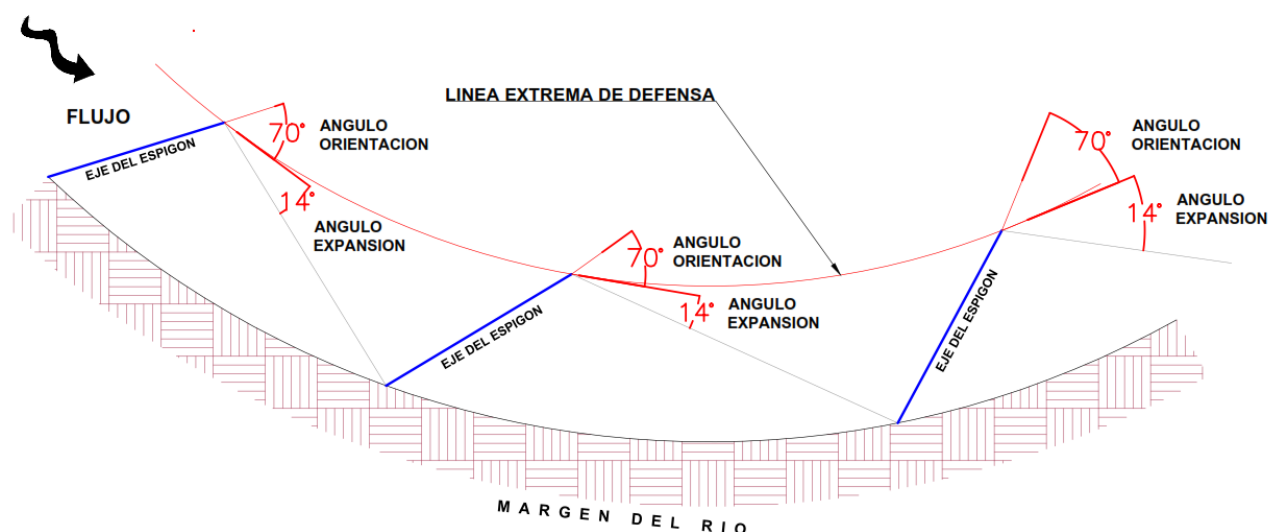 FLUJO
LINEA EXTREMA DE DEFENSA
EJE DEL ESPIGON
70°
ANGULO
ORIENTACION
14°
ANGULO
EXPANSION
EJE DEL ESPIGON
70°
ANGULO
ORIENTACION
14°
ANGULO
EXPANSION
EJE DEL ESPIGON
70°
ANGULO
ORIENTACION
14°
ANGULO
EXPANSION
MARGEN DEL RIO